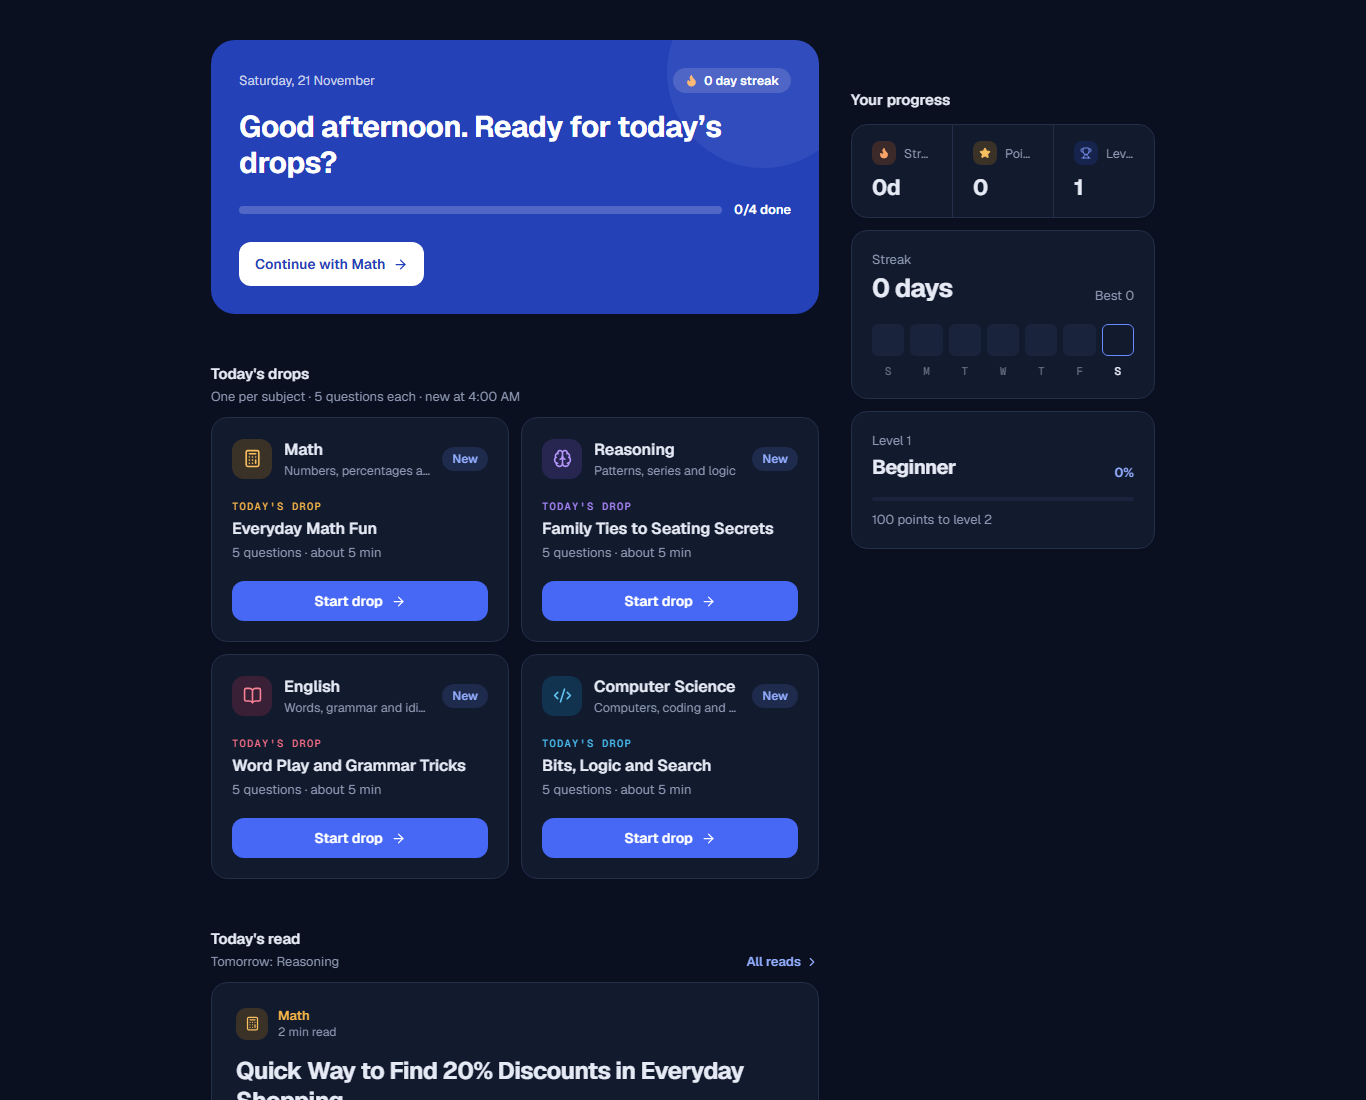 Saturday, 21 November
0 day streak
Good afternoon. Ready for today’s
drops?
0/4 done
Continue with Math
Your progress
Str...
Poi...
Lev...
0d
0
1
Streak
0 days
Best 0
S M T W T F S
Level 1
Beginner
0%
100 points to level 2
Today's drops
One per subject · 5 questions each · new at 4:00 AM
Math
Numbers, percentages a...
New
TODAY'S DROP
Everyday Math Fun
5 questions · about 5 min
Start drop
Reasoning
Patterns, series and logic
New
TODAY'S DROP
Family Ties to Seating Secrets
5 questions · about 5 min
Start drop
English
Words, grammar and idi...
New
TODAY'S DROP
Word Play and Grammar Tricks
5 questions · about 5 min
Start drop
Computer Science
Computers, coding and ...
New
TODAY'S DROP
Bits, Logic and Search
5 questions · about 5 min
Start drop
Today's read
Tomorrow: Reasoning
All reads
Math
2 min read
Quick Way to Find 20% Discounts in Everyday
Shopping